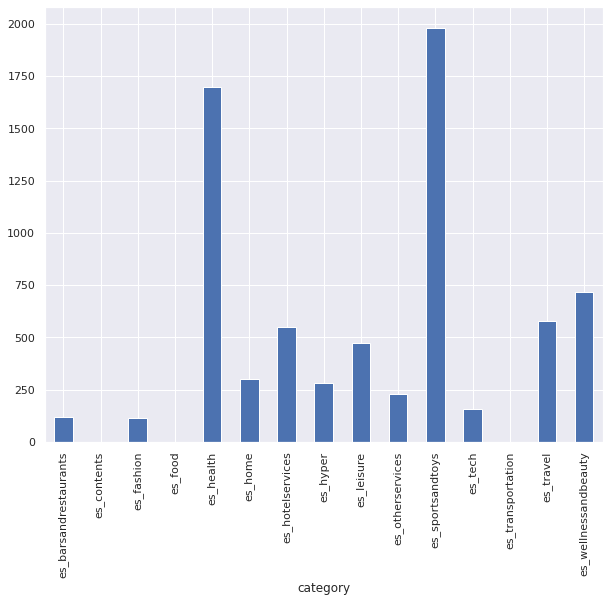 2000
1750
1500
1250
1000
750
500
250
0
es_barsandrestaurants
es_contents
es_fashion
es_food
es_health
es_home
es_hotelservices
es_hyper
es_leisure
es_otherservices
es_sportsandtoys
es_tech
es_transportation
es_travel
es_wellnessandbeauty
category